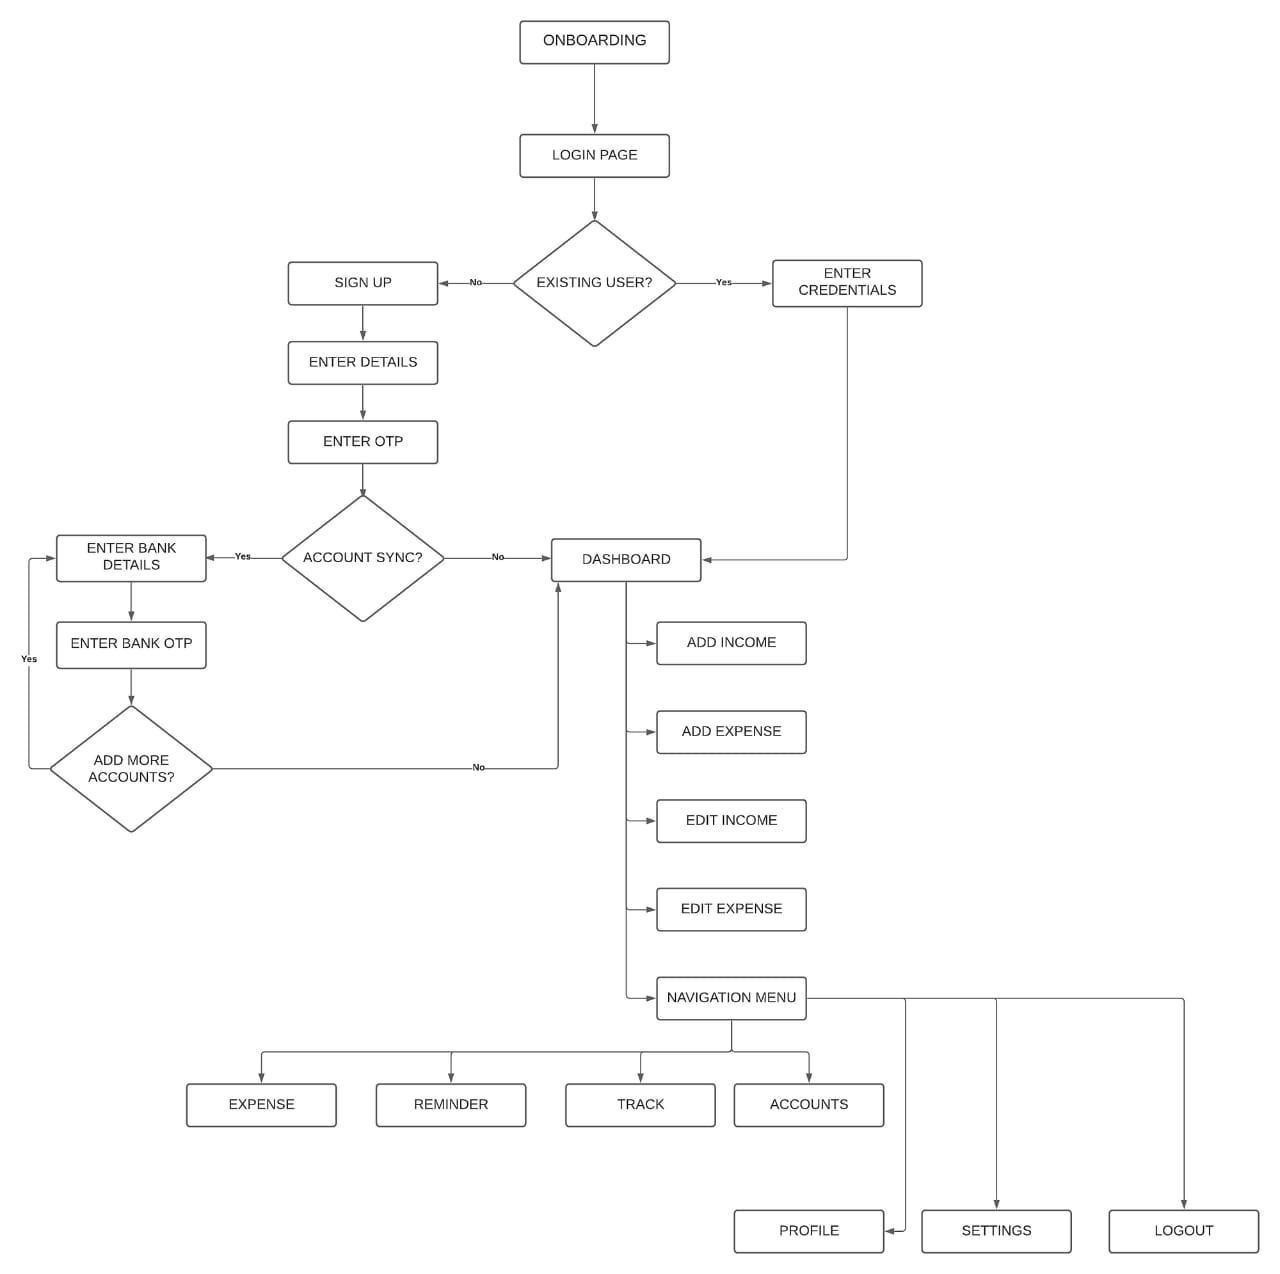 ONBOARDING
LOGIN PAGE
EXISTING USER?
No
Yes
SIGN UP
ENTER
CREDENTIALS
ENTER DETAILS
ENTER OTP
ACCOUNT SYNC?
Yes
No
ENTER BANK
DETAILS
DASHBOARD
ENTER BANK OTP
ADD INCOME
Yes
ADD EXPENSE
ADD MORE
ACCOUNTS?
No
EDIT INCOME
EDIT EXPENSE
NAVIGATION MENU
EXPENSE
REMINDER
TRACK
ACCOUNTS
PROFILE
SETTINGS
LOGOUT